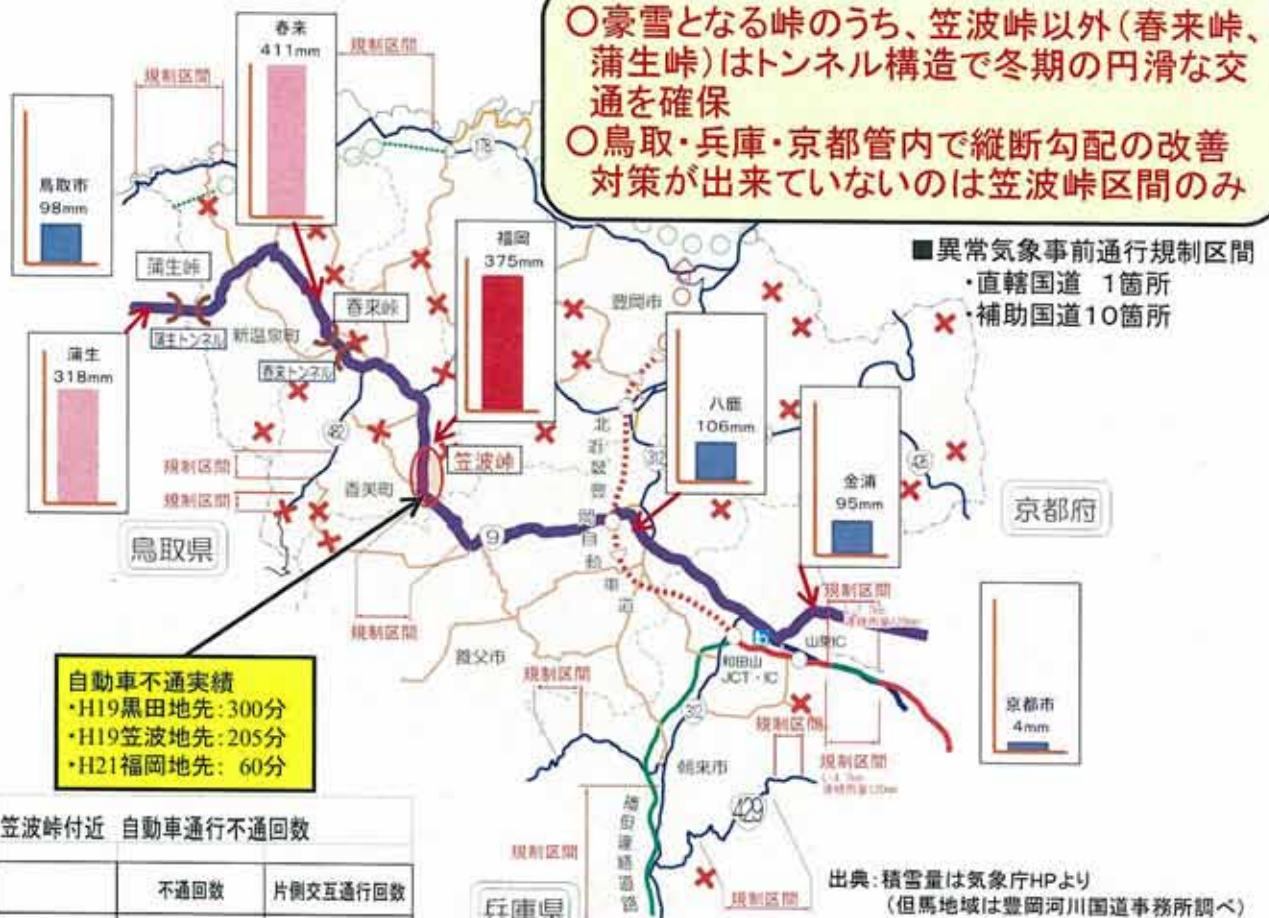 ○豪雪となる峠のうち、笠波峠以外(春来峠、
蒲生峠)はトンネル構造で冬期の円滑な交
通を確保
○鳥取・兵庫・京都管内で縦断勾配の改善
対策が出来ていないのは笠波峠区間のみ
■異常気象事前通行規制区間
・直轄国道 1箇所
・補助国道10箇所
春来
411mm
規制区間
規制区間
鳥取市
98mm
178
福岡
375mm
蒲生峠
豊岡市
春来峠
蒲生トンネル
新温泉町
蒲生
318mm
春来トンネル
八鹿
106mm
482
北近畿豊岡自動車道
312
426
笠波峠
金浦
95mm
規制区間
規制区間
香美町
京都府
鳥取県
9
規制区間
規制区間
養父市
和田山
JCT・IC
山東IC
京都市
4mm
自動車不通実績
・H19黒田地先:300分
・H19笠波地先:205分
・H21福岡地先: 60分
規制区間
312
規制区間
規制区間
朝来市
429
播但連絡道路
規制区間
規制区間
笠波峠付近 自動車通行不通回数
不通回数 片側交互通行回数
兵庫県
出典:積雪量は気象庁HPより
(但馬地域は豊岡河川国道事務所調べ)